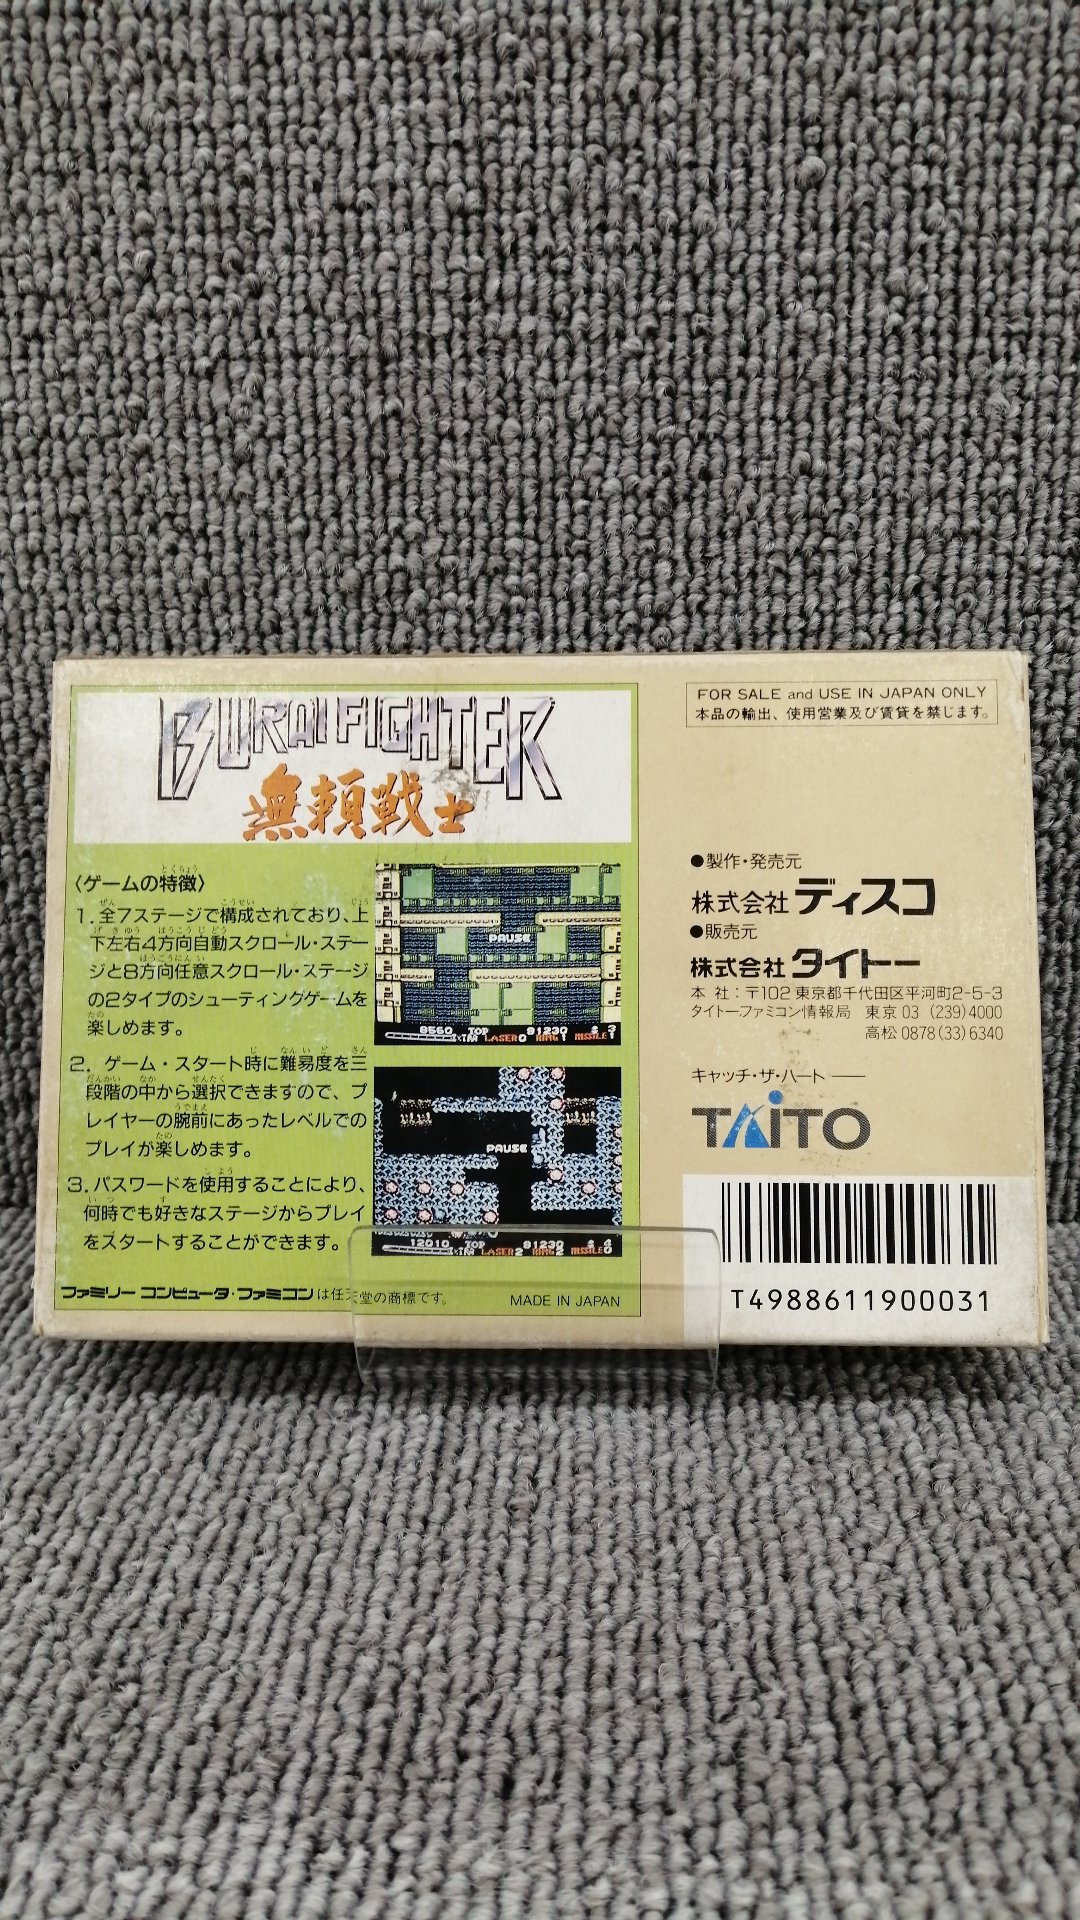 BURAI FIGHTER
無頼戦士
〈ゲームの特徴〉
1.全7ステージで構成されており、上
下左右4方向自動スクロール・ステー
ジと8方向任意スクロール・ステージ
の2タイプのシューティングゲームを
楽しめます。
2. ゲーム・スタート時に難易度を三
段階の中から選択できますので、プ
レイヤーの腕前にあったレベルでの
プレイが楽しめます。
3.パスワードを使用することにより、
何時でも好きなステージからプレイ
をスタートすることができます。
ファミリー コンピュータ・ファミコンは任天堂の商標です。
MADE IN JAPAN
PAUSE
8560 TOP 81230 3
EXTRA LASER0 RING1 MISSILE1
PAUSE
12010 TOP 81230 4
EXTRA LASER2 RING2 MISSILE0
FOR SALE and USE IN JAPAN ONLY
本品の輸出、使用営業及び賃貸を禁じます。
●製作・発売元
株式会社 ディスコ
●販売元
株式会社 タイトー
本 社：〒102 東京都千代田区平河町2-5-3
タイトーファミコン情報局 東京 03 (239)4000
高松 0878(33)6340
キャッチ・ザ・ハート
TAITO
T4988611900031